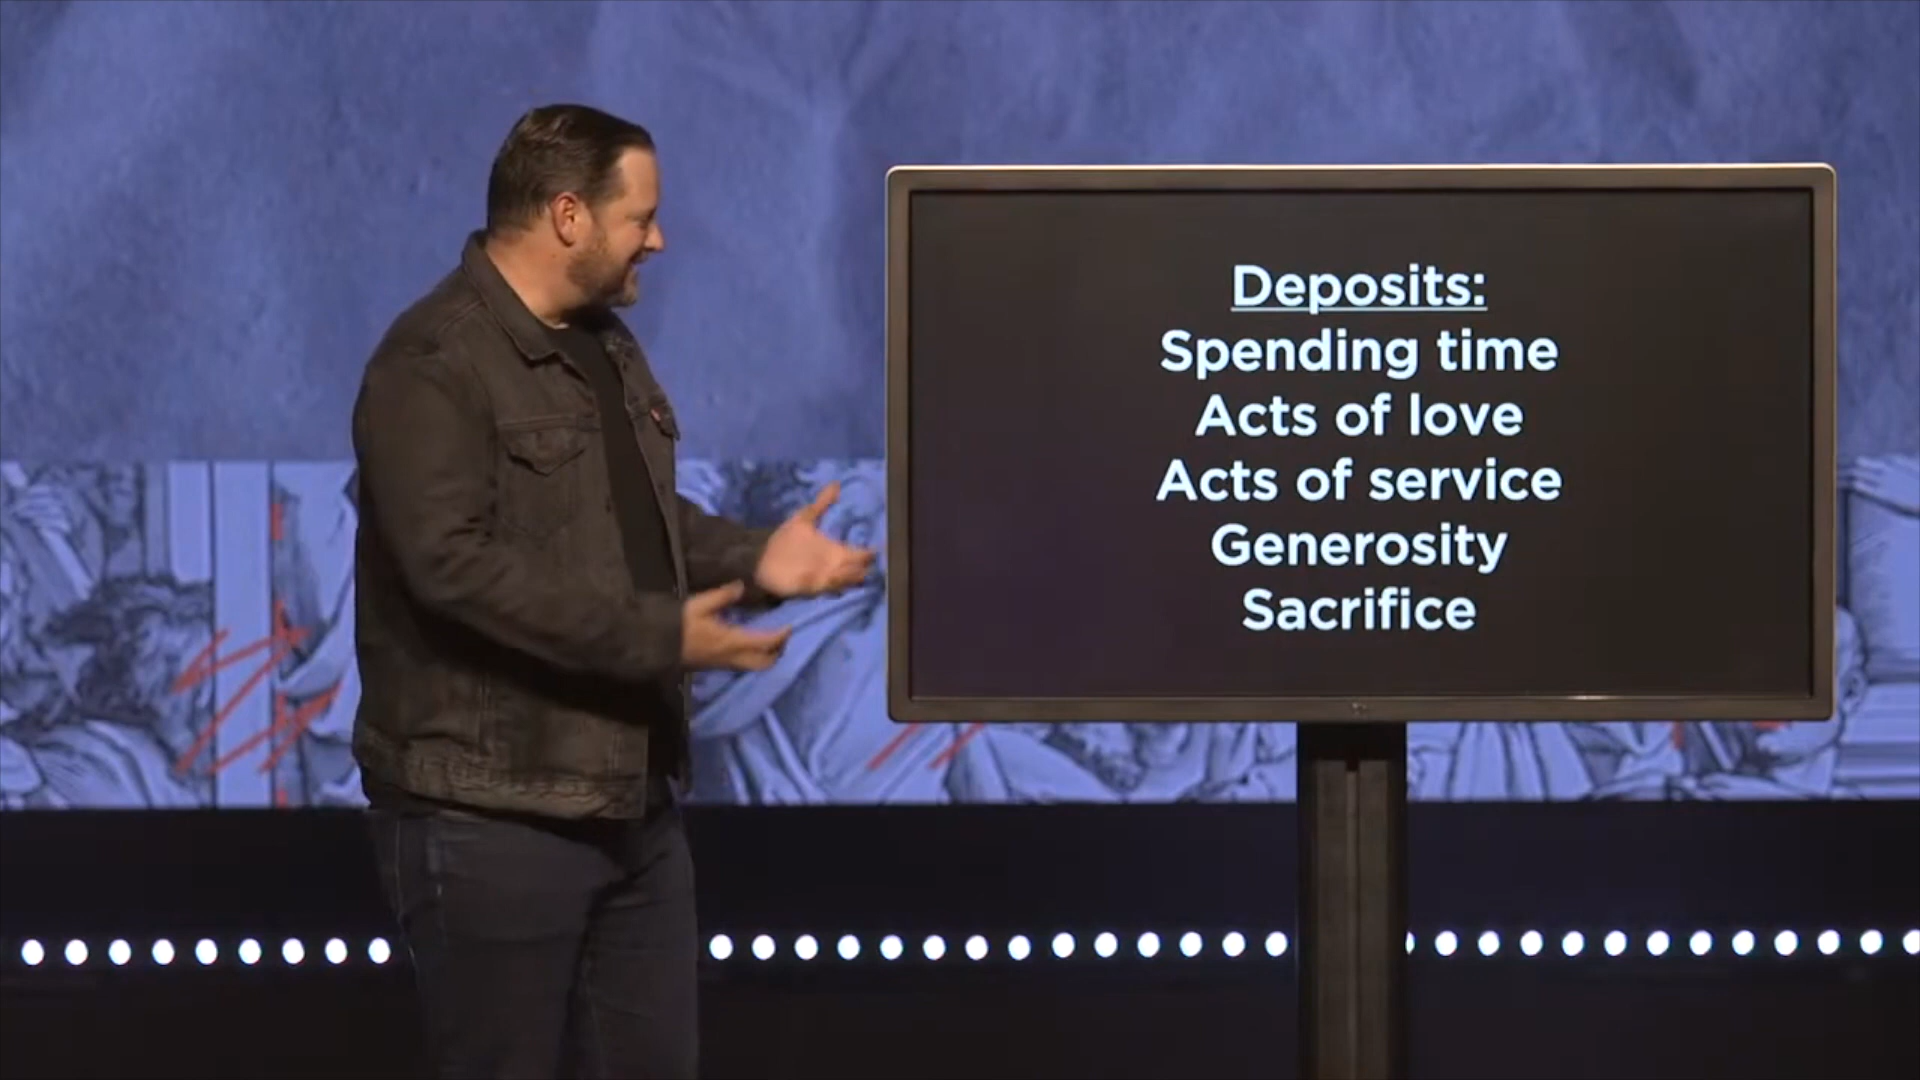 Deposits:
Spending time
Acts of love
Acts of service
Generosity
Sacrifice